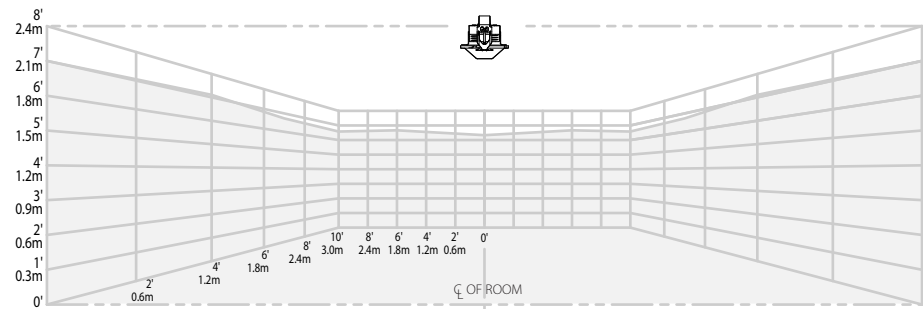 8'
2.4m
7'
2.1m
6'
1.8m
5'
1.5m
4'
1.2m
3'
0.9m
2'
0.6m
1'
0.3m
0'
2'
0.6m
4'
1.2m
6'
1.8m
8'
2.4m
10' 8' 6' 4' 2' 0'
3.0m 2.4m 1.8m 1.2m 0.6m
℄ OF ROOM